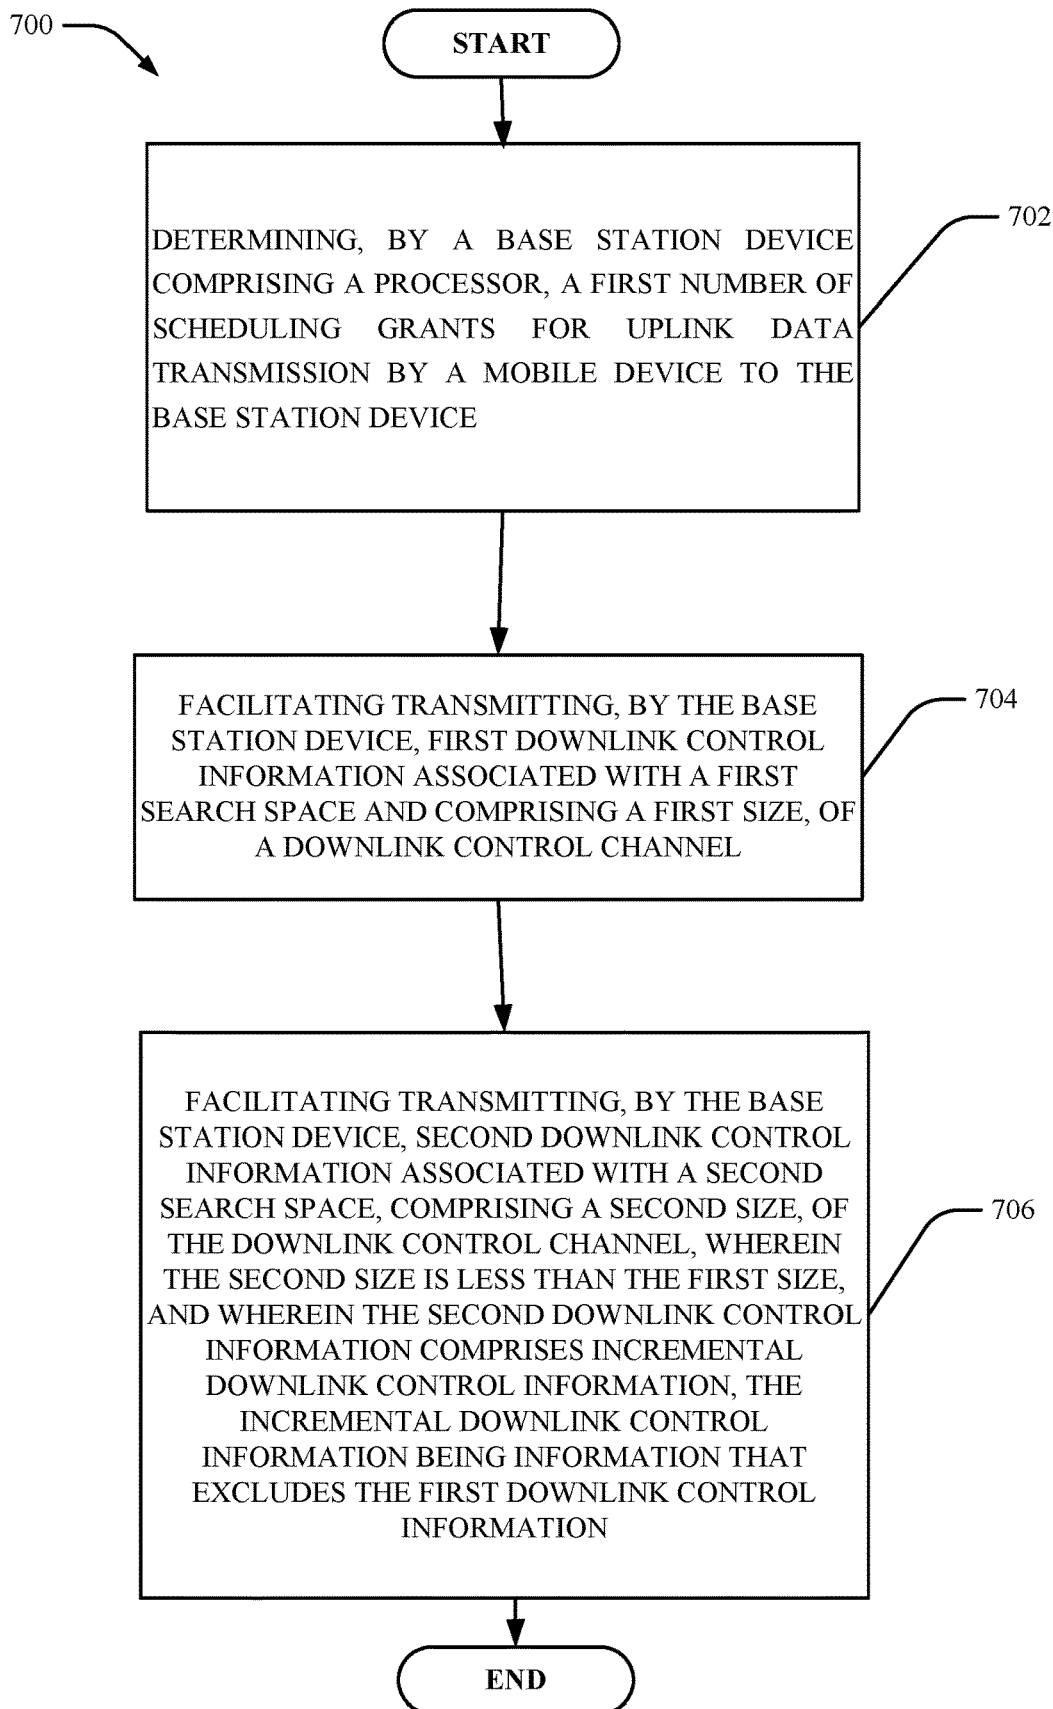 700
START
DETERMINING, BY A BASE STATION DEVICE
COMPRISING A PROCESSOR, A FIRST NUMBER OF
SCHEDULING GRANTS FOR UPLINK DATA
TRANSMISSION BY A MOBILE DEVICE TO THE
BASE STATION DEVICE
702
FACILITATING TRANSMITTING, BY THE BASE
STATION DEVICE, FIRST DOWNLINK CONTROL
INFORMATION ASSOCIATED WITH A FIRST
SEARCH SPACE AND COMPRISING A FIRST SIZE, OF
A DOWNLINK CONTROL CHANNEL
704
FACILITATING TRANSMITTING, BY THE BASE
STATION DEVICE, SECOND DOWNLINK CONTROL
INFORMATION ASSOCIATED WITH A SECOND
SEARCH SPACE, COMPRISING A SECOND SIZE, OF
THE DOWNLINK CONTROL CHANNEL, WHEREIN
THE SECOND SIZE IS LESS THAN THE FIRST SIZE,
AND WHEREIN THE SECOND DOWNLINK CONTROL
INFORMATION COMPRISES INCREMENTAL
DOWNLINK CONTROL INFORMATION, THE
INCREMENTAL DOWNLINK CONTROL
INFORMATION BEING INFORMATION THAT
EXCLUDES THE FIRST DOWNLINK CONTROL
INFORMATION
706
END